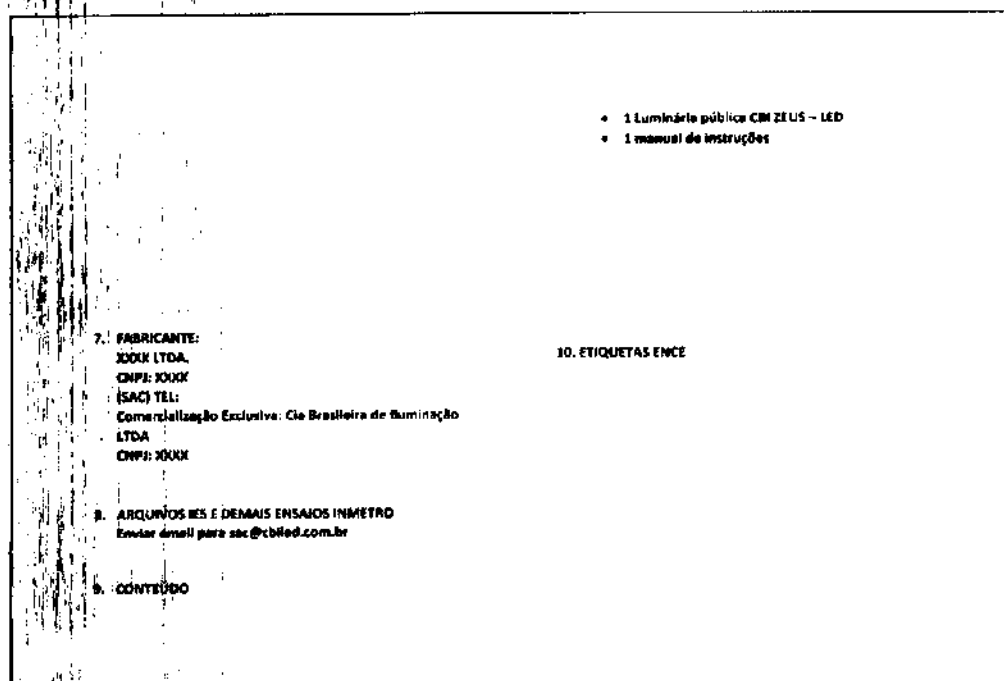 7. FABRICANTE:
XXXX LTDA.
CNPJ: XXXX
(SAC) TEL:
Comercialização Exclusiva: Cia Brasileira de Iluminação
LTDA
CNPJ: XXXX
8. ARQUIVOS IES E DEMAIS ENSAIOS INMETRO
Enviar email para sac@cbiled.com.br
9. CONTEÚDO
• 1 Luminária pública CBI ZEUS – LED
• 1 manual de instruções
10. ETIQUETAS ENCE